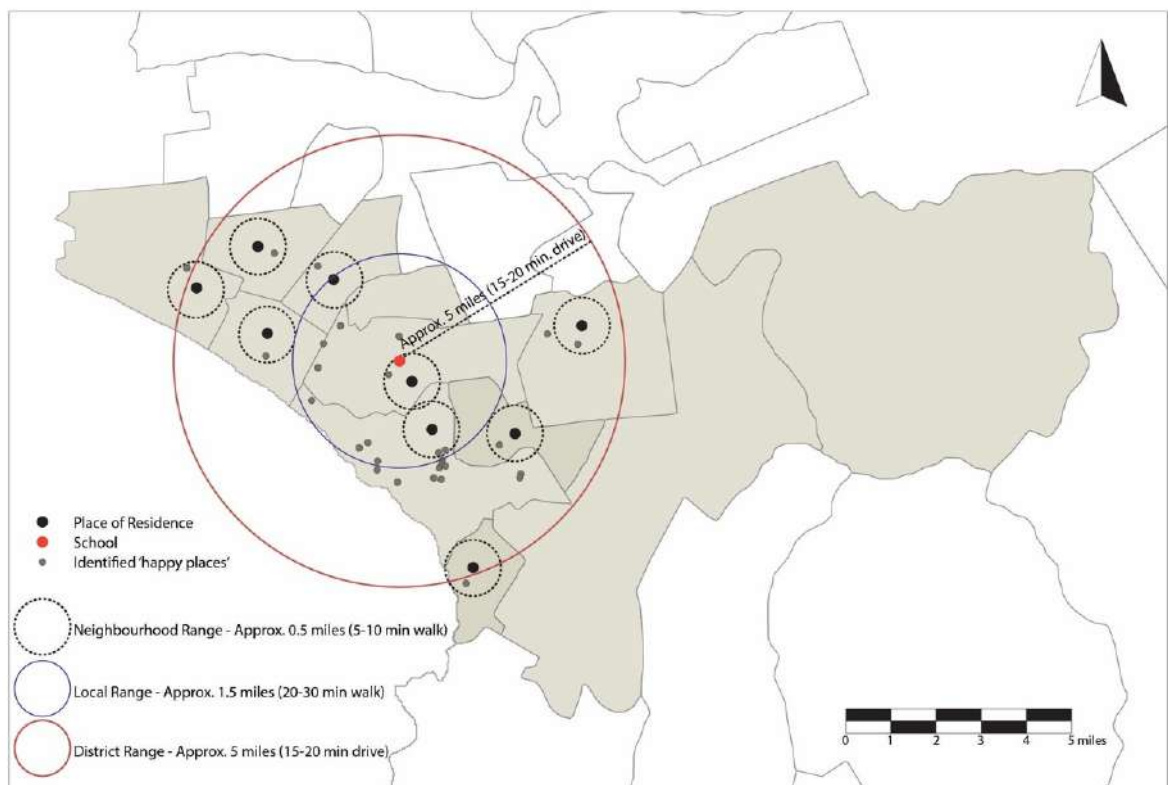 Approx. 5 miles (15-20 min. drive)
Place of Residence
School
Identified 'happy places'
Neighbourhood Range - Approx. 0.5 miles (5-10 min walk)
Local Range - Approx. 1.5 miles (20-30 min walk)
District Range - Approx. 5 miles (15-20 min drive)
0 1 2 3 4 5 miles